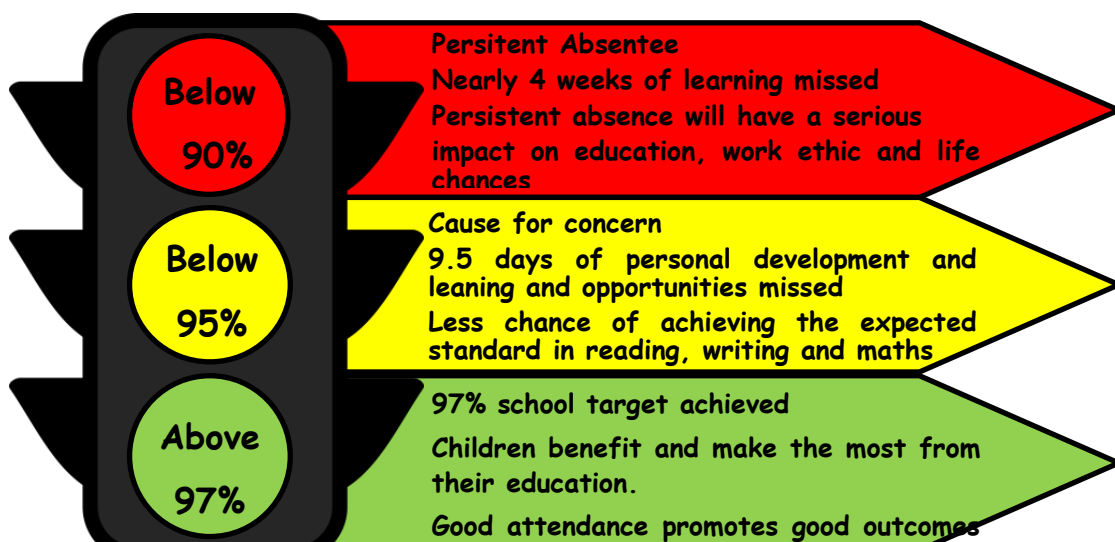 Below
90%
Persitent Absentee
Nearly 4 weeks of learning missed
Persistent absence will have a serious
impact on education, work ethic and life
chances
Below
95%
Cause for concern
9.5 days of personal development and
leaning and opportunities missed
Less chance of achieving the expected
standard in reading, writing and maths
Above
97%
97% school target achieved
Children benefit and make the most from
their education.
Good attendance promotes good outcomes